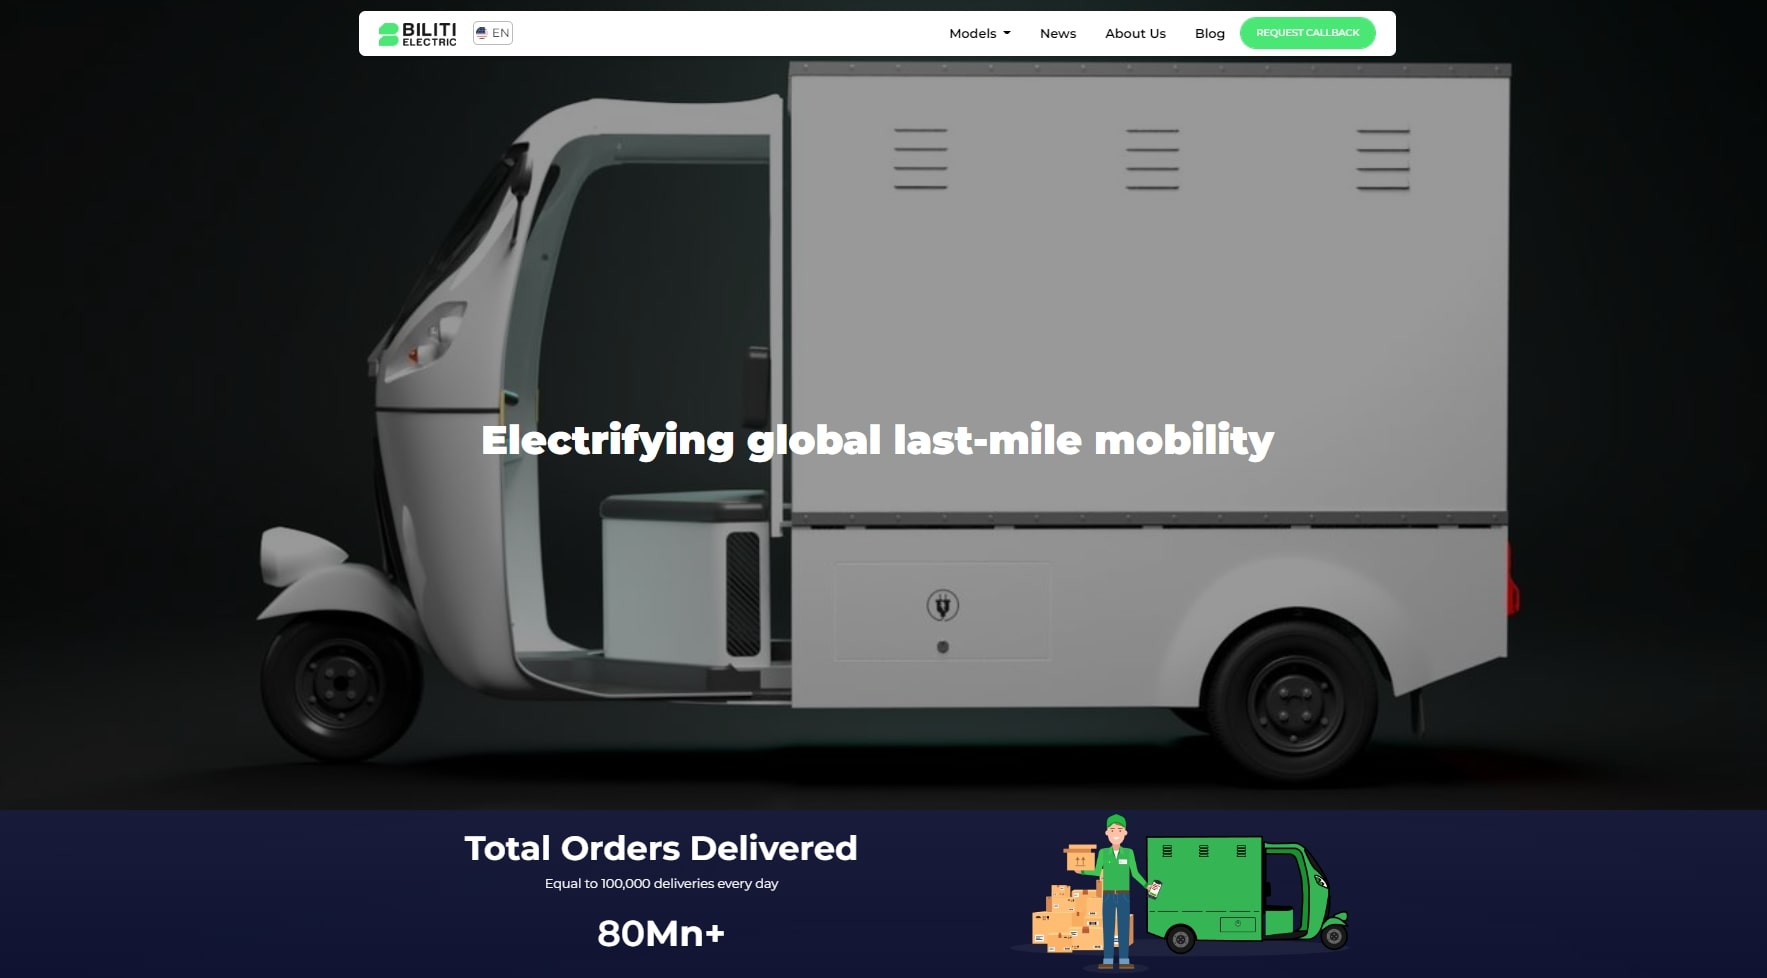 BILITI
ELECTRIC
EN
Models
News
About Us
Blog
REQUEST CALLBACK
Electrifying global last-mile mobility
Total Orders Delivered
Equal to 100,000 deliveries every day
80Mn+